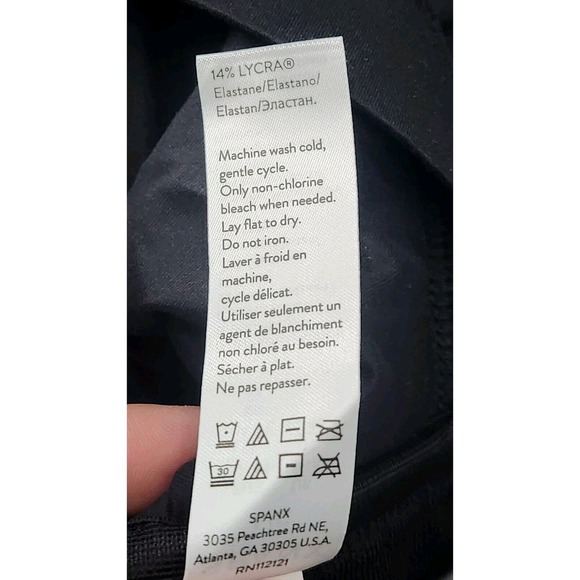 14% LYCRA®
Elastane/Elastano/
Elastan/Эластан.
Machine wash cold,
gentle cycle.
Only non-chlorine
bleach when needed.
Lay flat to dry.
Do not iron.
Laver à froid en
machine,
cycle délicat.
Utiliser seulement un
agent de blanchiment
non chloré au besoin.
Sécher à plat.
Ne pas repasser.
30
SPANX
3035 Peachtree Rd NE,
Atlanta, GA 30305 U.S.A.
RN112121